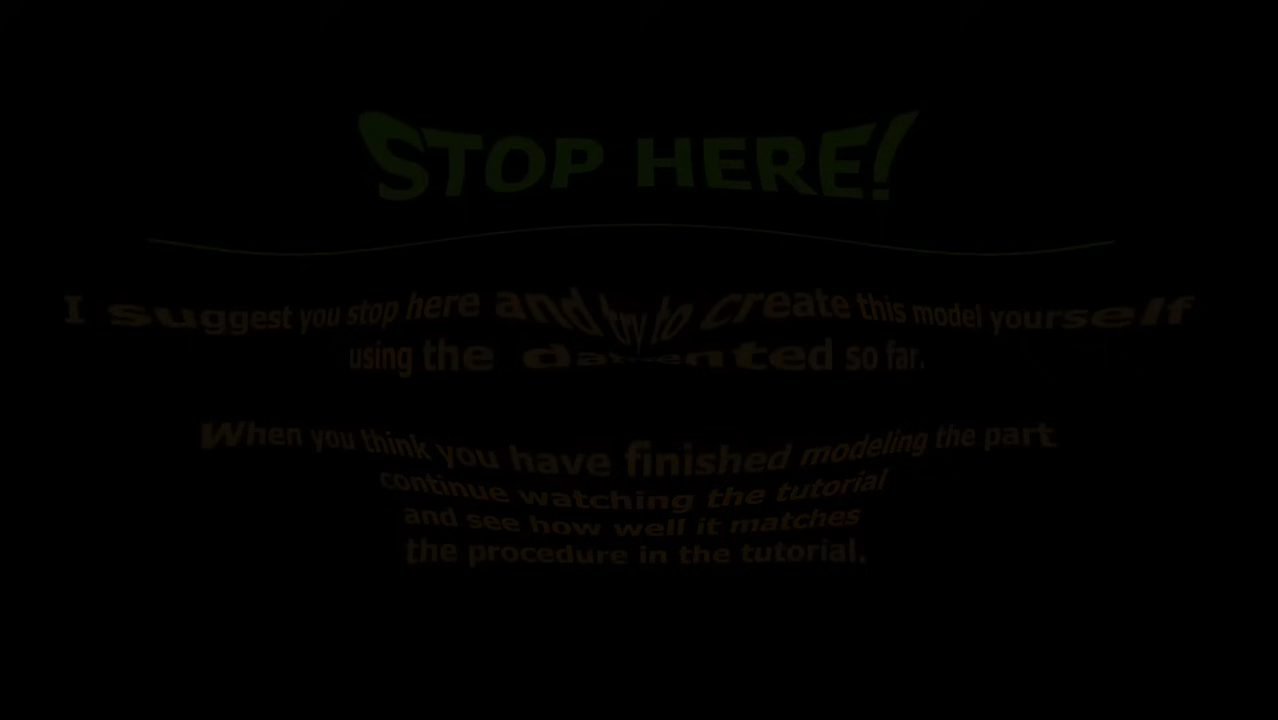 STOP HERE!
I suggest you stop here and try to create this model yourself
using the so far.
When you think you have finished modeling the part
continue watching the tutorial
and see how well it matches
the procedure in the tutorial.